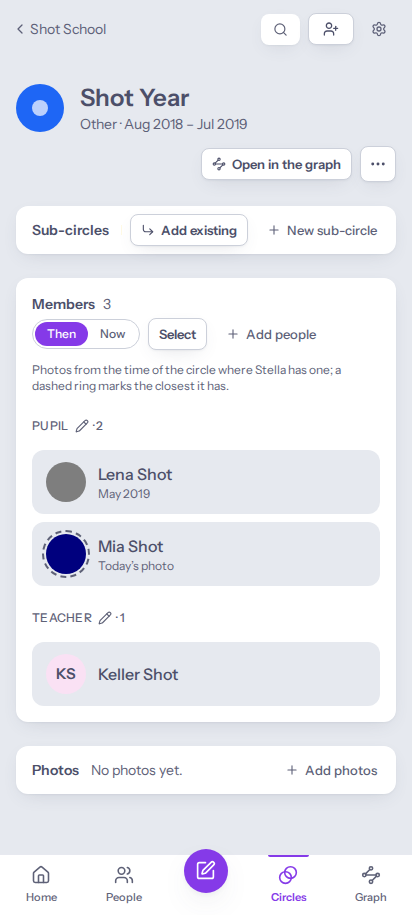 Shot School
Shot Year
Other · Aug 2018 – Jul 2019
Open in the graph
Sub-circles
Add existing
New sub-circle
Members 3
Then
Now
Select
Add people
Photos from the time of the circle where Stella has one; a
dashed ring marks the closest it has.
PUPIL · 2
Lena Shot
May 2019
Mia Shot
Today's photo
TEACHER · 1
KS
Keller Shot
Photos
No photos yet.
Add photos
Home
People
Circles
Graph